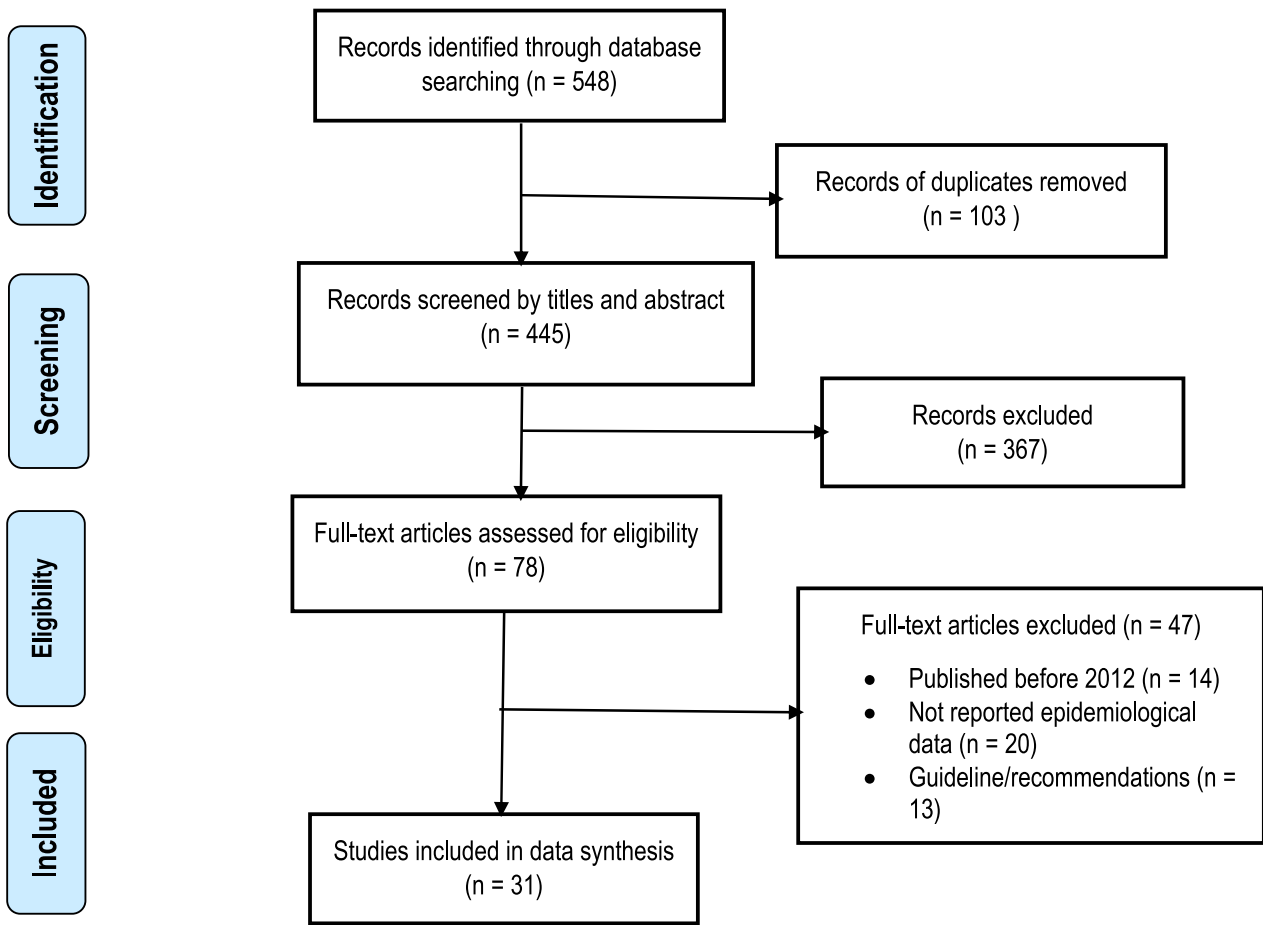 Identification
Records identified through database
searching (n = 548)
Records of duplicates removed
(n = 103 )
Screening
Records screened by titles and abstract
(n = 445)
Records excluded
(n = 367)
Eligibility
Full-text articles assessed for eligibility
(n = 78)
Full-text articles excluded (n = 47)
• Published before 2012 (n = 14)
• Not reported epidemiological
data (n = 20)
• Guideline/recommendations (n =
13)
Included
Studies included in data synthesis
(n = 31)